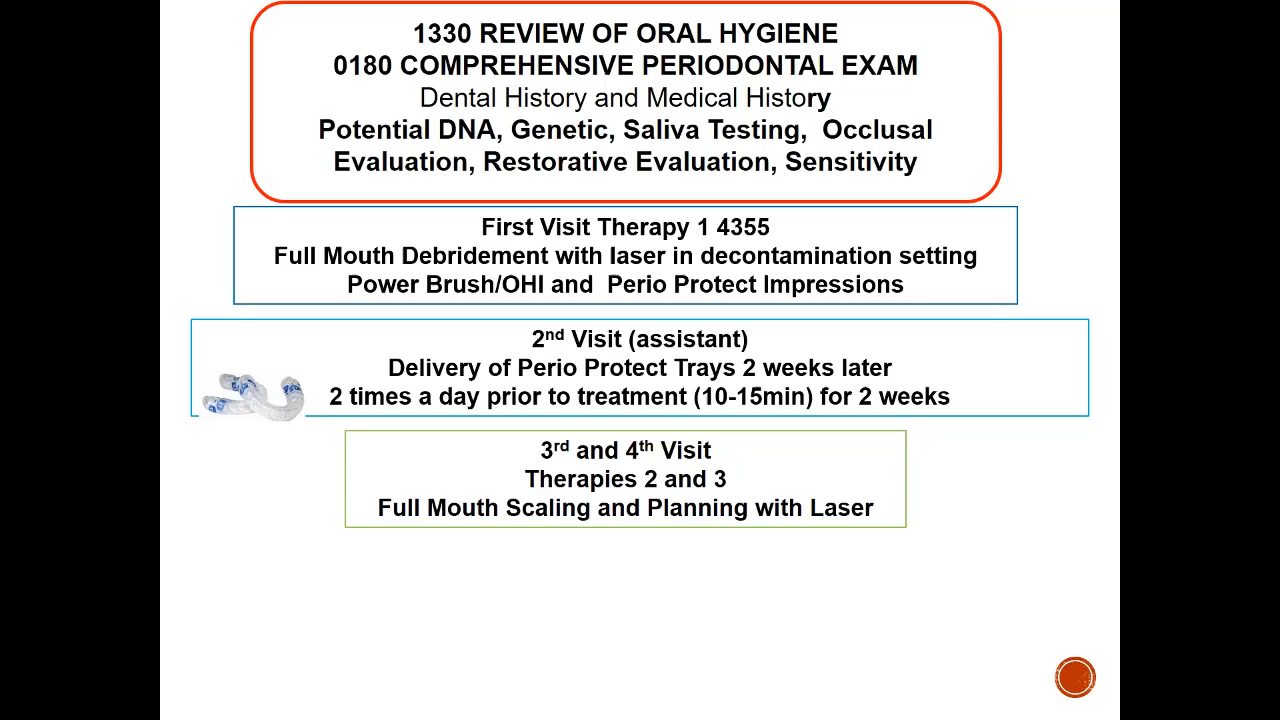 1330 REVIEW OF ORAL HYGIENE
0180 COMPREHENSIVE PERIODONTAL EXAM
Dental History and Medical History
Potential DNA, Genetic, Saliva Testing, Occlusal
Evaluation, Restorative Evaluation, Sensitivity
First Visit Therapy 1 4355
Full Mouth Debridement with laser in decontamination setting
Power Brush/OHI and Perio Protect Impressions
2nd Visit (assistant)
Delivery of Perio Protect Trays 2 weeks later
2 times a day prior to treatment (10-15min) for 2 weeks
3rd and 4th Visit
Therapies 2 and 3
Full Mouth Scaling and Planning with Laser